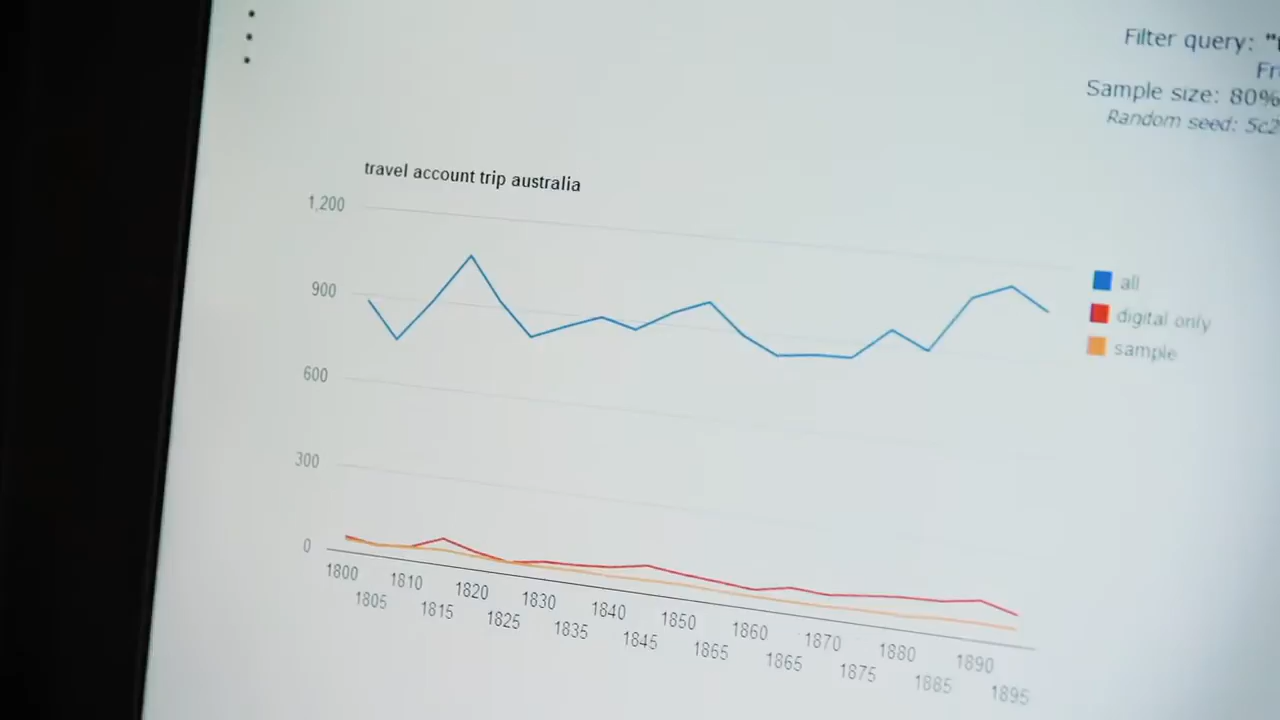 Filter query:
Sample size: 80%
Random seed: 5c2
travel account trip australia
1,200
900
600
300
0
all
digital only
sample
1800 1810 1820 1830 1840 1850 1860 1870 1880 1890
1805 1815 1825 1835 1845 1865 1865 1875 1885 1895